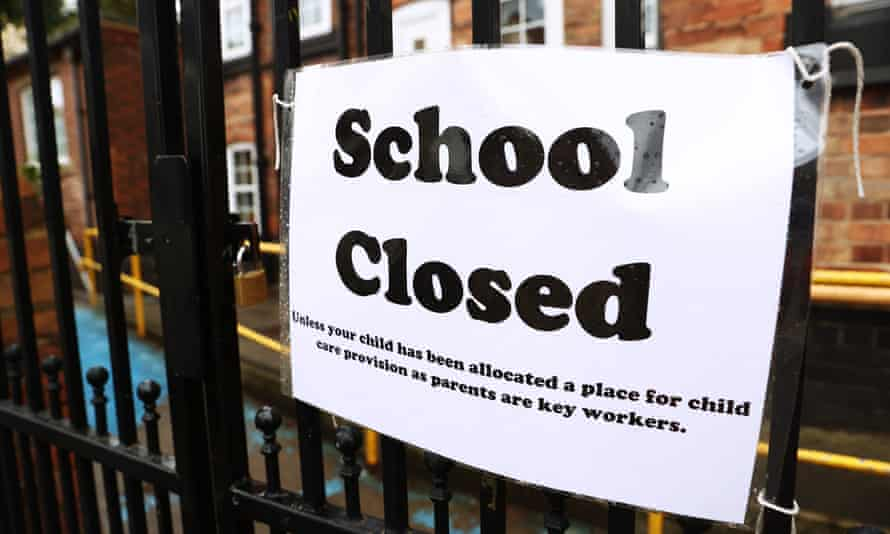 School
Closed
Unless your child has been allocated a place for child
care provision as parents are key workers.